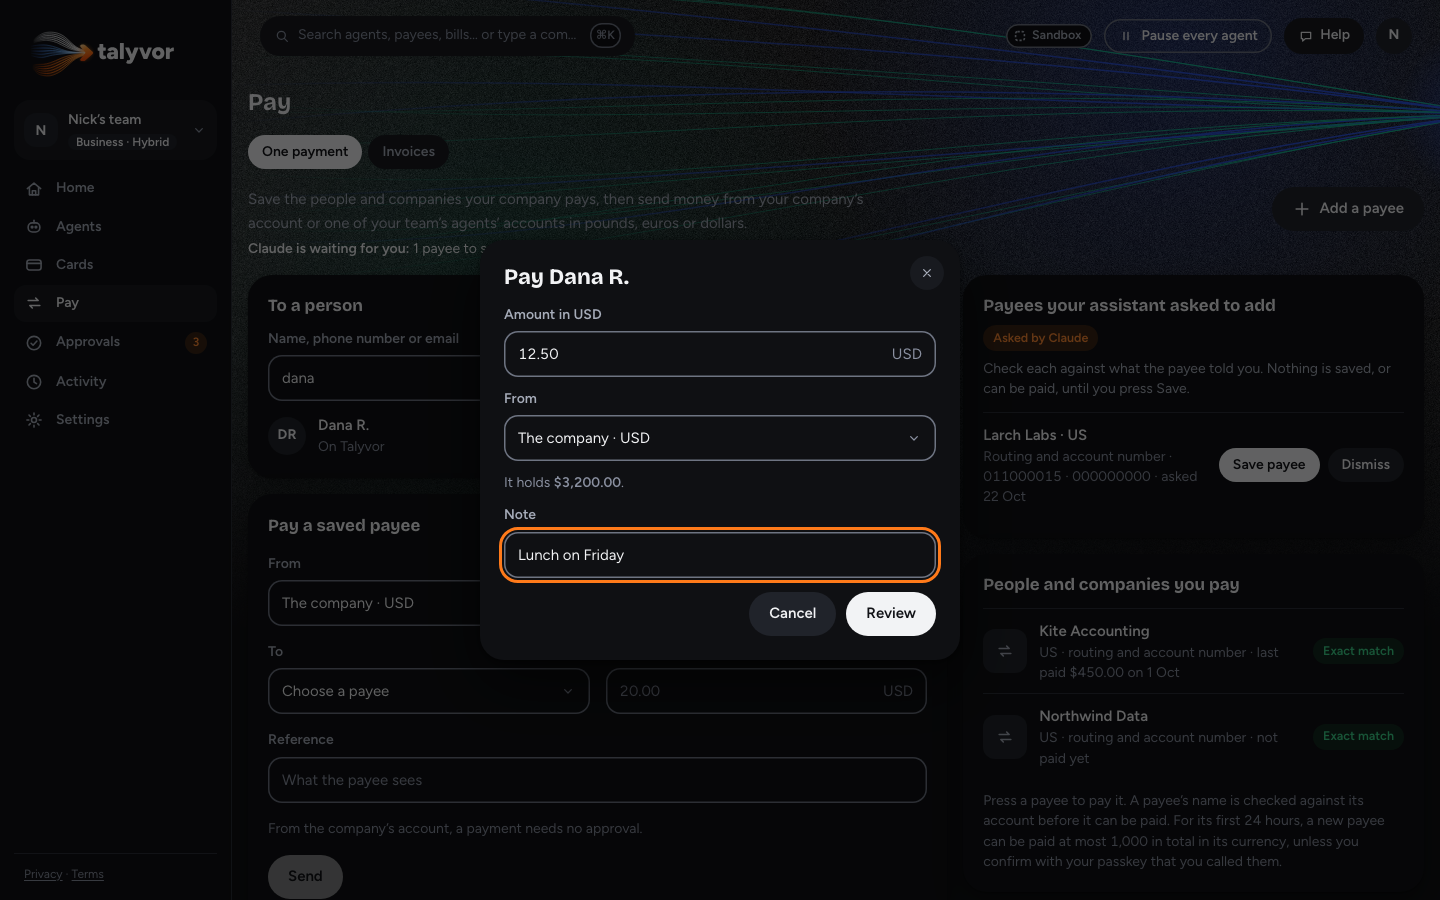 talyvor
Search agents, payees, bills... or type a com... ⌘K
Sandbox
Pause every agent
Help
N
N
Nick's team
Business · Hybrid
Home
Agents
Cards
Pay
Approvals
3
Activity
Settings
Privacy · Terms
Pay
One payment
Invoices
Save the people and companies your company pays, then send money from your company's
account or one of your team's agents' accounts in pounds, euros or dollars.
Claude is waiting for you: 1 payee to s
Add a payee
To a person
Name, phone number or email
dana
DR
Dana R.
On Talyvor
Pay a saved payee
From
The company · USD
To
Choose a payee
20.00
USD
Reference
What the payee sees
From the company's account, a payment needs no approval.
Send
Pay Dana R.
Amount in USD
12.50
USD
From
The company · USD
It holds $3,200.00.
Note
Lunch on Friday
Cancel
Review
Payees your assistant asked to add
Asked by Claude
Check each against what the payee told you. Nothing is saved, or
can be paid, until you press Save.
Larch Labs · US
Routing and account number ·
011000015 · 000000000 · asked
22 Oct
Save payee
Dismiss
People and companies you pay
Kite Accounting
US · routing and account number · last
paid $450.00 on 1 Oct
Exact match
Northwind Data
US · routing and account number · not
paid yet
Exact match
Press a payee to pay it. A payee's name is checked against its
account before it can be paid. For its first 24 hours, a new payee
can be paid at most 1,000 in total in its currency, unless you
confirm with your passkey that you called them.